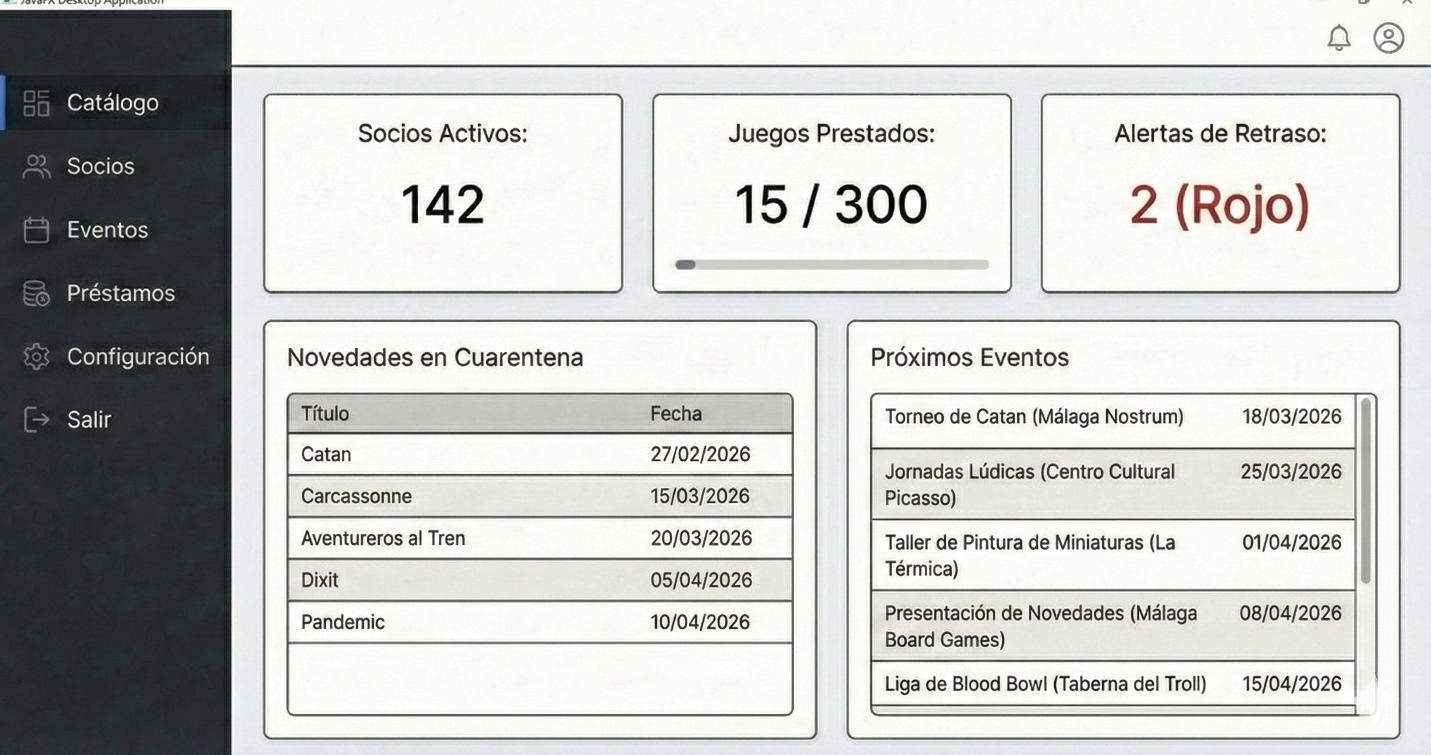 JavaFX Desktop Application
Catálogo
Socios
Eventos
Préstamos
Configuración
Salir
Socios Activos:
142
Juegos Prestados:
15 / 300
Alertas de Retraso:
2 (Rojo)
Novedades en Cuarentena
Título Fecha
Catan 27/02/2026
Carcassonne 15/03/2026
Aventureros al Tren 20/03/2026
Dixit 05/04/2026
Pandemic 10/04/2026
Próximos Eventos
Torneo de Catan (Málaga Nostrum) 18/03/2026
Jornadas Lúdicas (Centro Cultural 25/03/2026
Picasso)
Taller de Pintura de Miniaturas (La 01/04/2026
Térmica)
Presentación de Novedades (Málaga 08/04/2026
Board Games)
Liga de Blood Bowl (Taberna del Troll) 15/04/2026